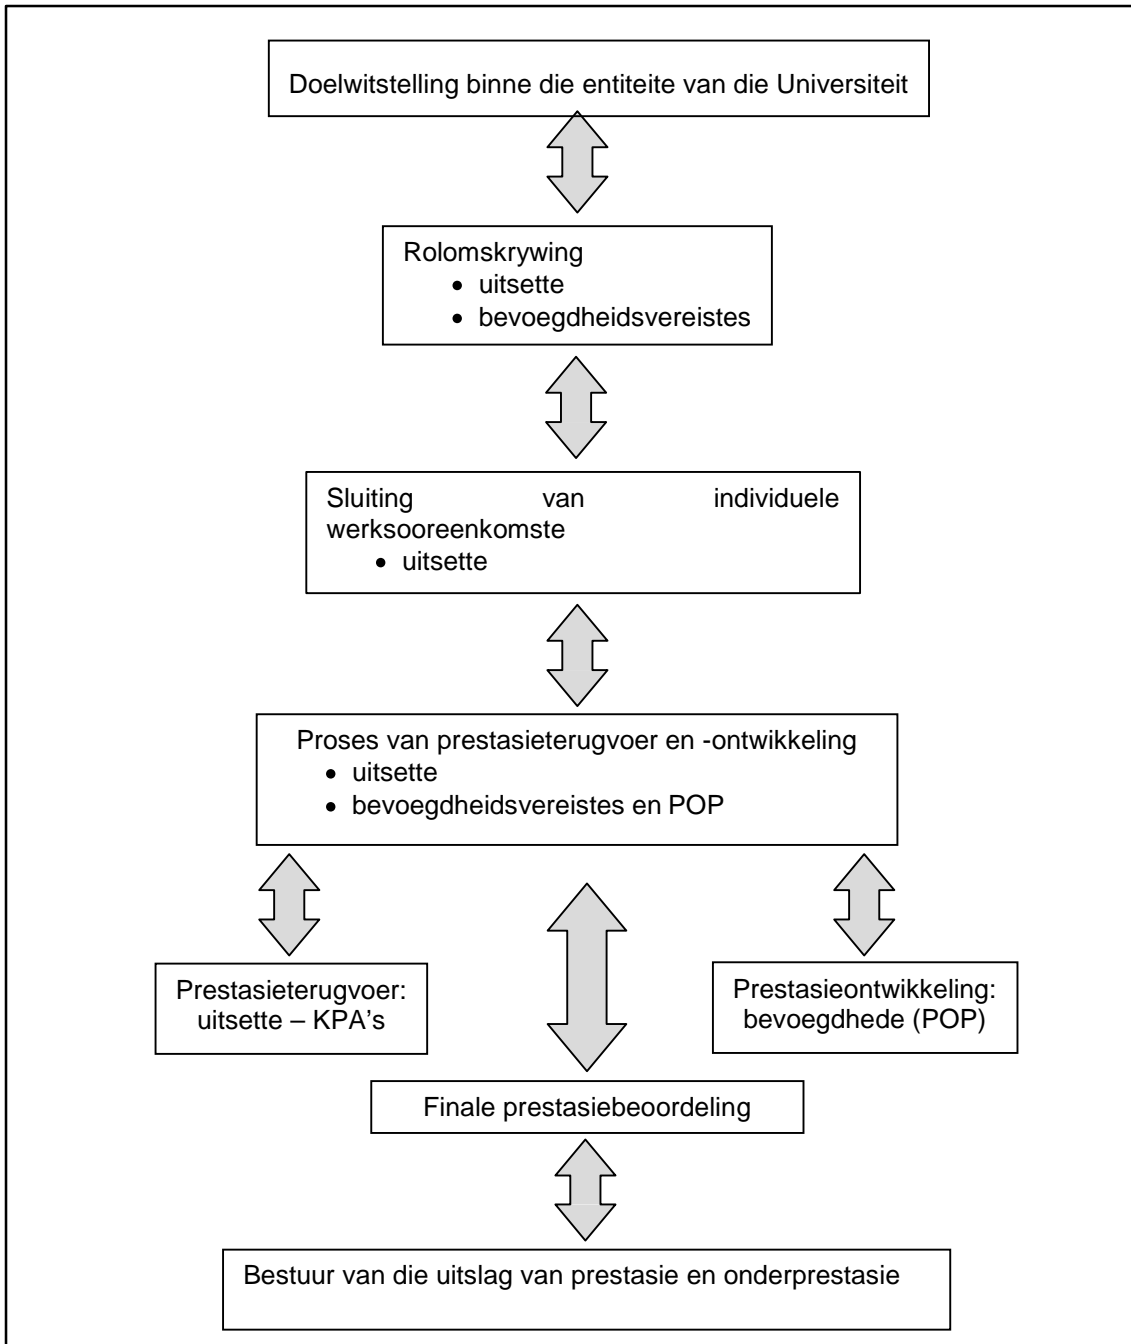 Doelwitstelling binne die entiteite van die Universiteit
Rolomskrywing
• uitsette
• bevoegdheidsvereistes
Sluiting van individuele
werksooreenkomste
• uitsette
Proses van prestasieterugvoer en -ontwikkeling
• uitsette
• bevoegdheidsvereistes en POP
Prestasieterugvoer:
uitsette – KPA's
Prestasieontwikkeling:
bevoegdhede (POP)
Finale prestasiebeoordeling
Bestuur van die uitslag van prestasie en onderprestasie